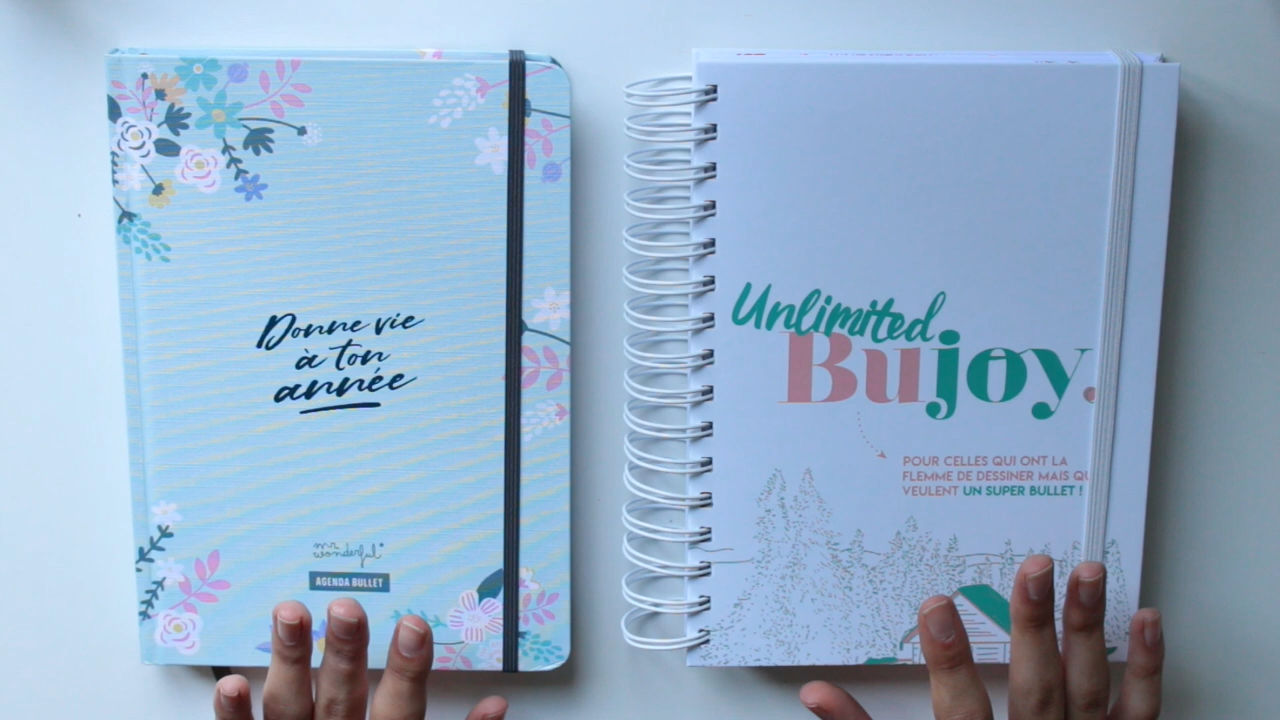 Donne vie
à ton
année
mr
wonderful*
AGENDA BULLET
Unlimited
Bujoy.
POUR CELLES QUI ONT LA
FLEMME DE DESSINER MAIS
VEULENT UN SUPER BULLET !